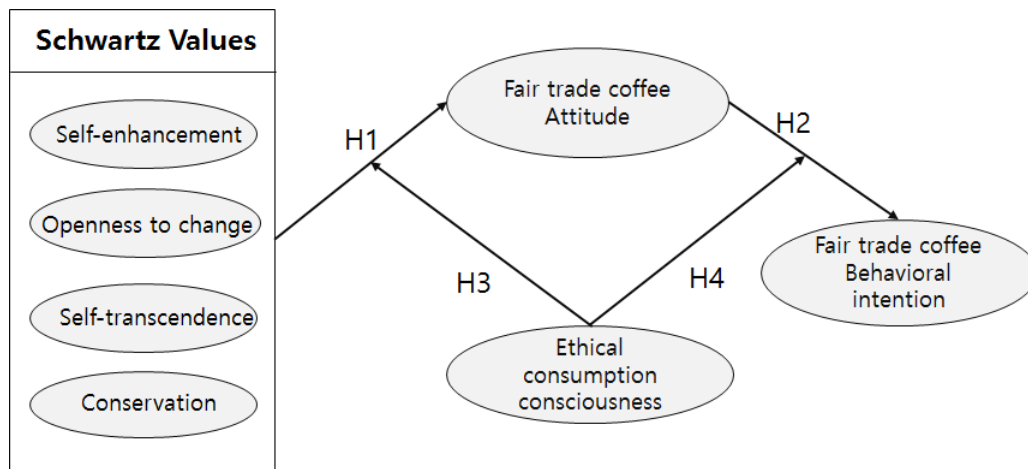 Schwartz Values
Self-enhancement
Openness to change
Self-transcendence
Conservation
H1
Fair trade coffee
Attitude
H2
Fair trade coffee
Behavioral
intention
H3
H4
Ethical
consumption
consciousness